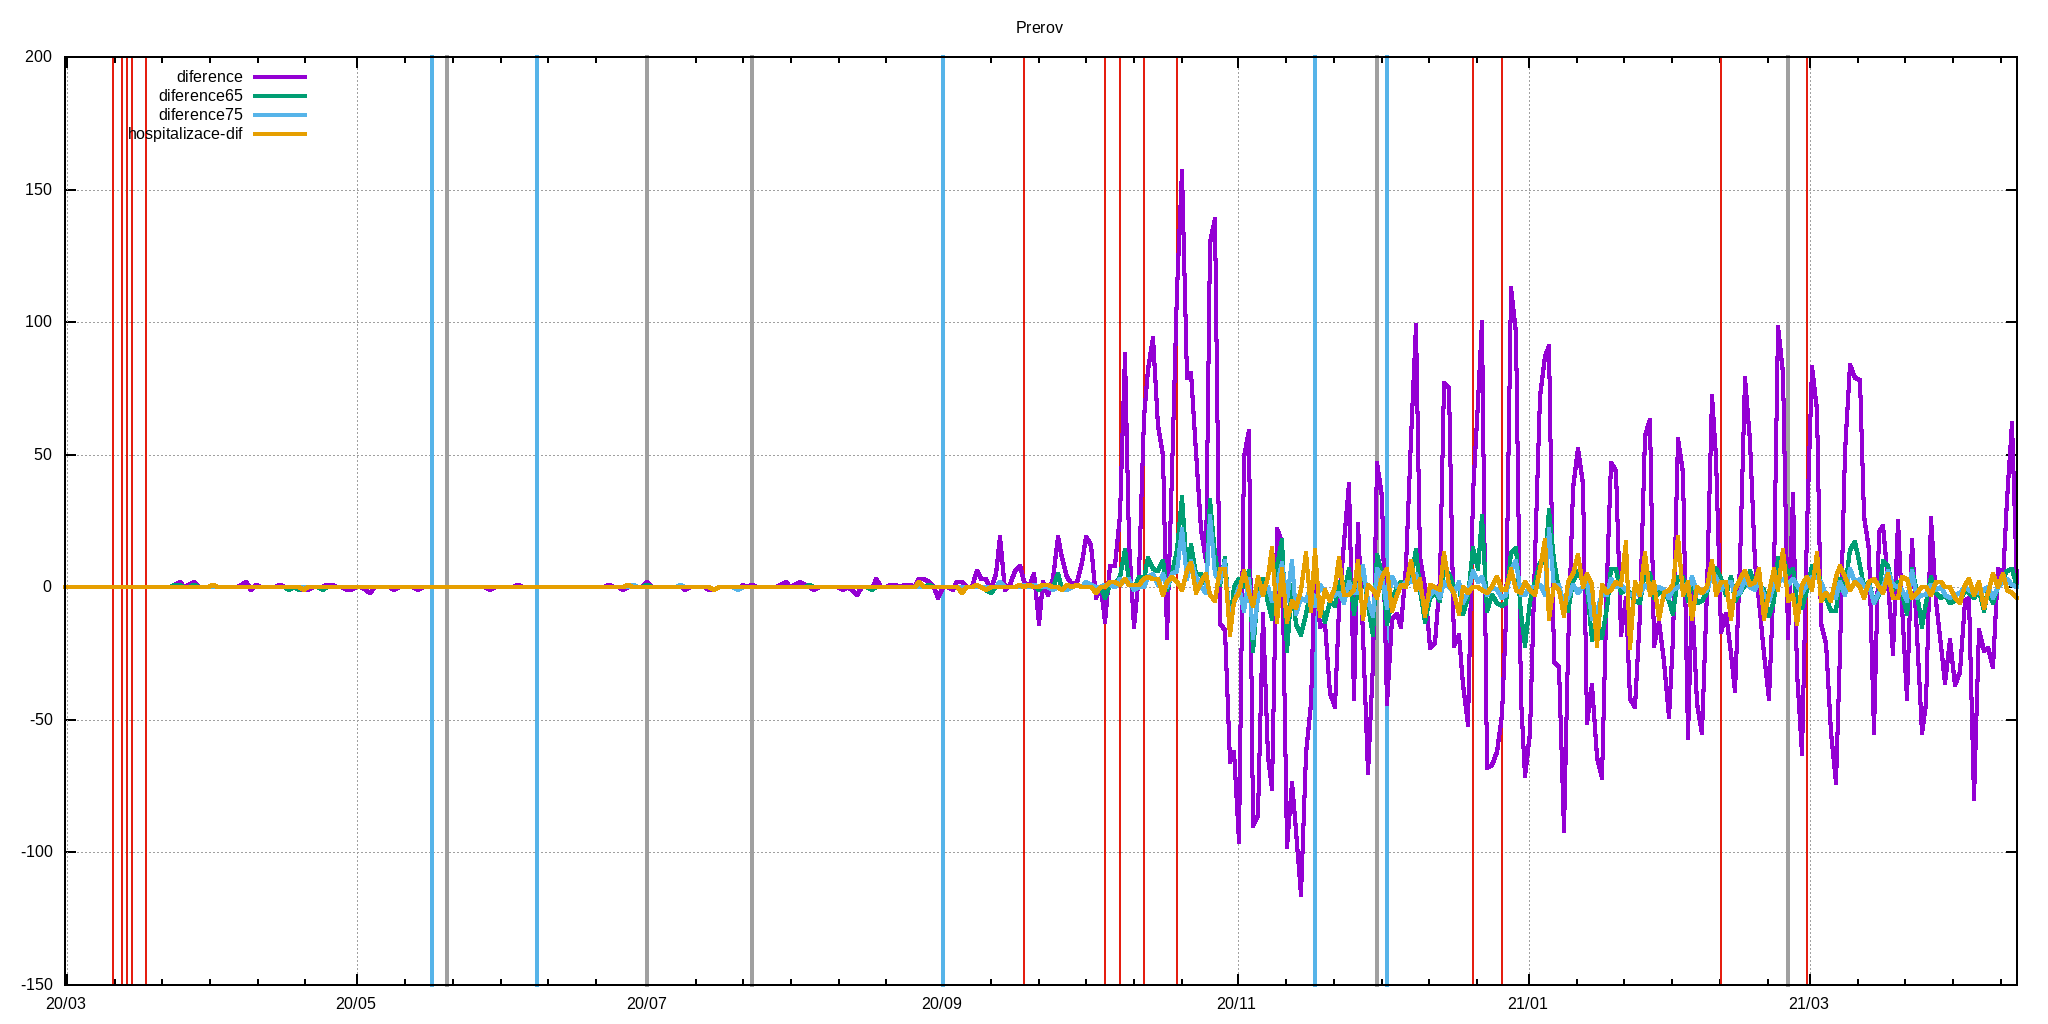 Prerov
200
150
100
50
0
-50
-100
-150
diference
diference65
diference75
hospitalizace-dif
20/03 20/05 20/07 20/09 20/11 21/01 21/03